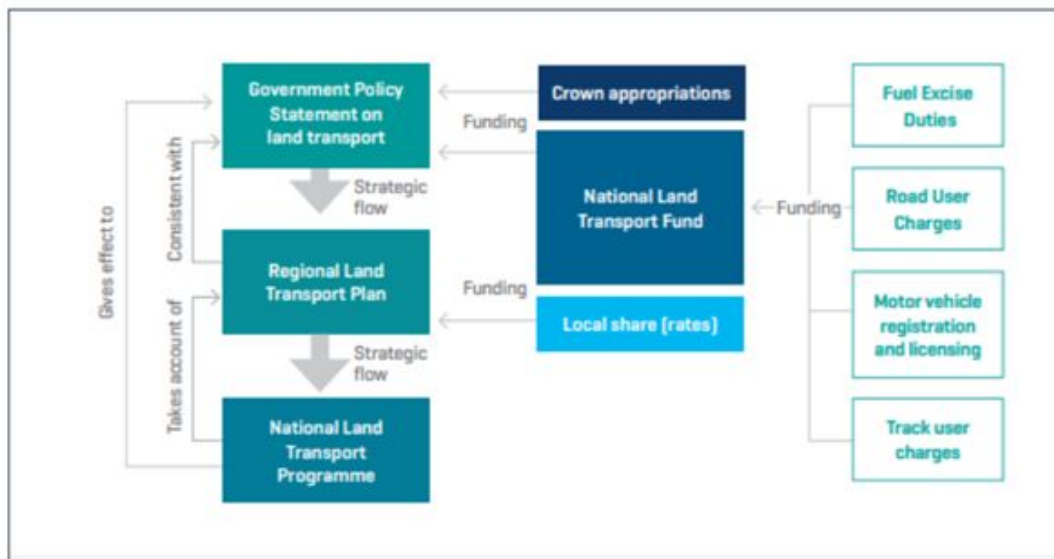 Government Policy
Statement on
land transport
Strategic
flow
Regional Land
Transport Plan
Strategic
flow
National Land
Transport
Programme
Gives effect to
Consistent with
Takes account of
Funding
Funding
Crown appropriations
National Land
Transport Fund
Local share (rates)
Funding
Fuel Excise
Duties
Road User
Charges
Motor vehicle
registration
and licensing
Track user
charges